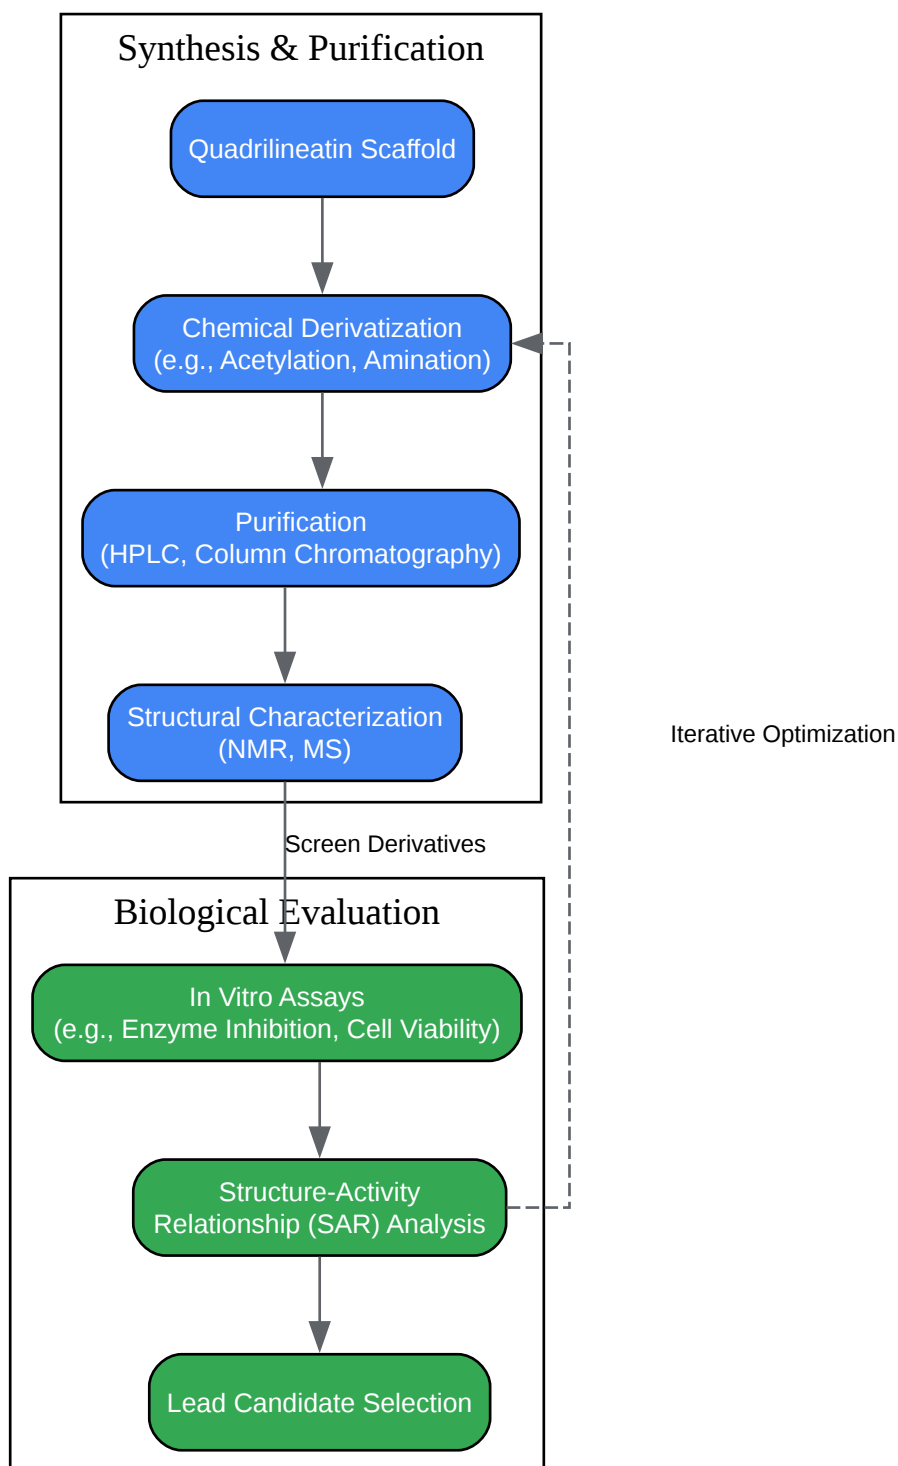 Synthesis & Purification
Quadrilineatin Scaffold
Chemical Derivatization
(e.g., Acetylation, Amination)
Purification
(HPLC, Column Chromatography)
Structural Characterization
(NMR, MS)
Iterative Optimization
Screen Derivatives
Biological Evaluation
In Vitro Assays
(e.g., Enzyme Inhibition, Cell Viability)
Structure-Activity
Relationship (SAR) Analysis
Lead Candidate Selection